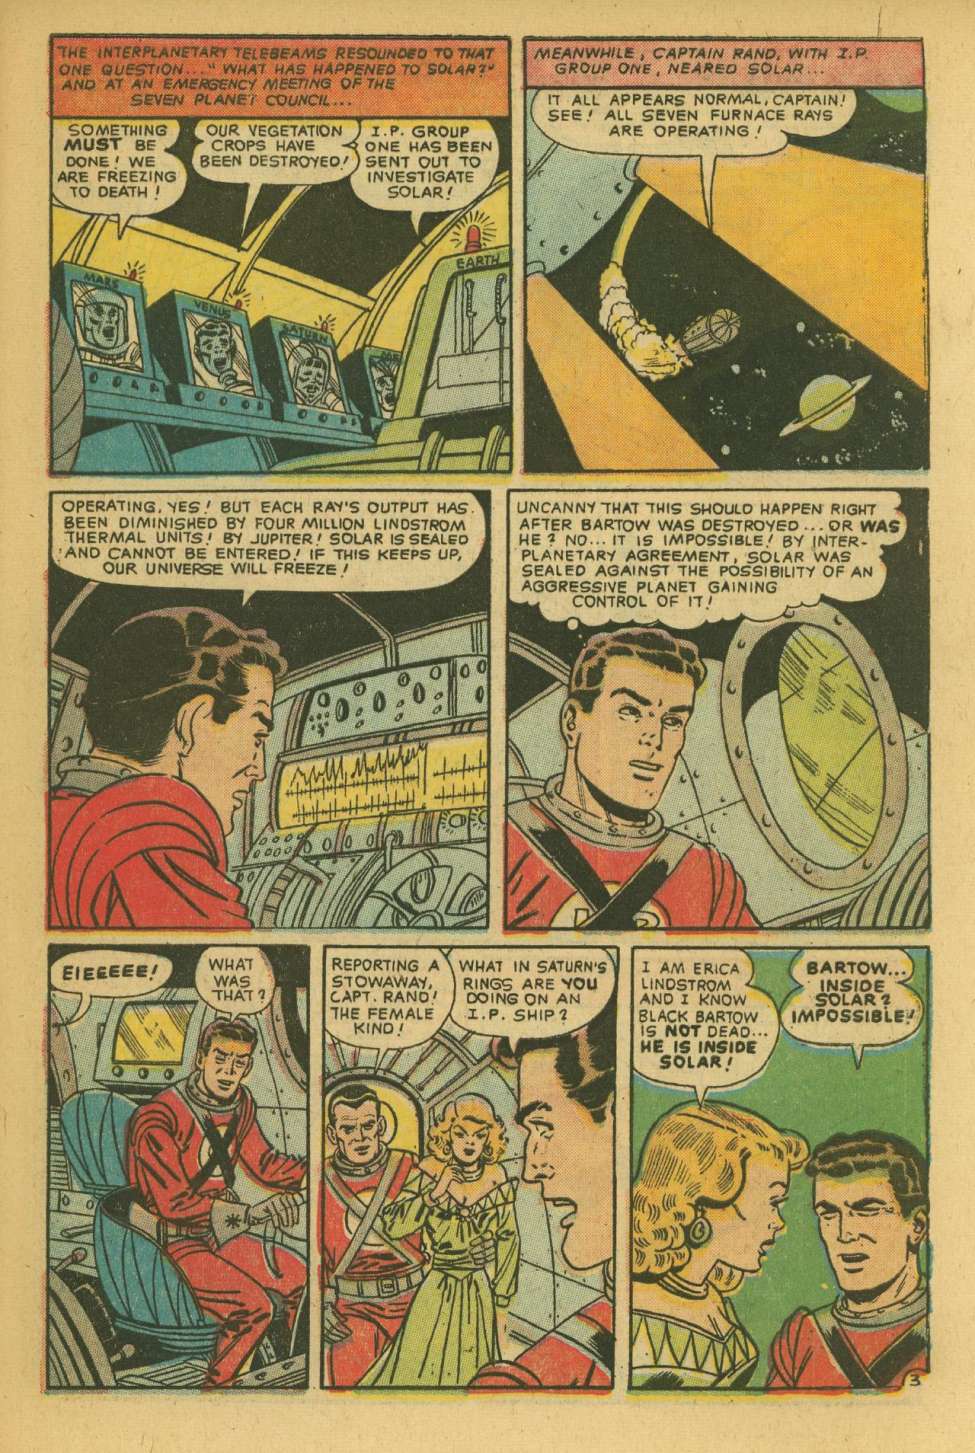 THE INTERPLANETARY TELEBEAMS RESOUNDED TO THAT
ONE QUESTION... "WHAT HAS HAPPENED TO SOLAR?"
AND AT AN EMERGENCY MEETING OF THE
SEVEN PLANET COUNCIL...
SOMETHING
MUST BE
DONE! WE
ARE FREEZING
TO DEATH!
OUR VEGETATION
CROPS HAVE
BEEN DESTROYED!
I.P. GROUP
ONE HAS BEEN
SENT OUT TO
INVESTIGATE
SOLAR!
MARS
VENUS
SATURN
ME
EARTH
MEANWHILE, CAPTAIN RAND, WITH I.P.
GROUP ONE, NEARED SOLAR...
IT ALL APPEARS NORMAL, CAPTAIN!
SEE! ALL SEVEN FURNACE RAYS
ARE OPERATING!
OPERATING, YES! BUT EACH RAY'S OUTPUT HAS
BEEN DIMINISHED BY FOUR MILLION LINDSTROM
THERMAL UNITS! BY JUPITER! SOLAR IS SEALED
AND CANNOT BE ENTERED! IF THIS KEEPS UP,
OUR UNIVERSE WILL FREEZE!
UNCANNY THAT THIS SHOULD HAPPEN RIGHT
AFTER BARTOW WAS DESTROYED... OR WAS
HE? NO... IT IS IMPOSSIBLE! BY INTER-
PLANETARY AGREEMENT, SOLAR WAS
SEALED AGAINST THE POSSIBILITY OF AN
AGGRESSIVE PLANET GAINING
CONTROL OF IT!
EIEEEEE!
WHAT
WAS
THAT?
REPORTING A
STOWAWAY,
CAPT. RAND!
THE FEMALE
KIND!
WHAT IN SATURN'S
RINGS ARE YOU
DOING ON AN
I.P. SHIP?
I AM ERICA
LINDSTROM
AND I KNOW
BLACK BARTOW
IS NOT DEAD...
HE IS INSIDE
SOLAR!
BARTOW...
INSIDE
SOLAR?
IMPOSSIBLE!
3